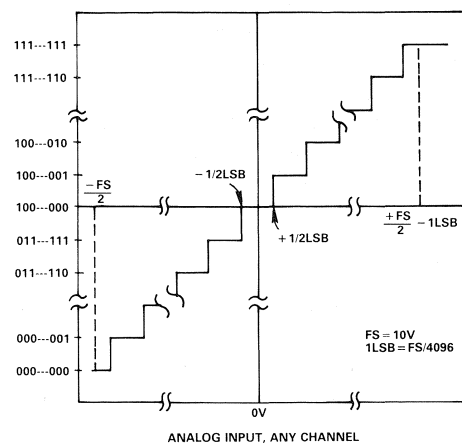 111---111
111---110
100---010
100---001
100---000
011---111
011---110
000---001
000---000
−FS
2
−1/2LSB
+1/2LSB
+FS
2
−1LSB
FS=10V
1LSB=FS/4096
0V
ANALOG INPUT, ANY CHANNEL